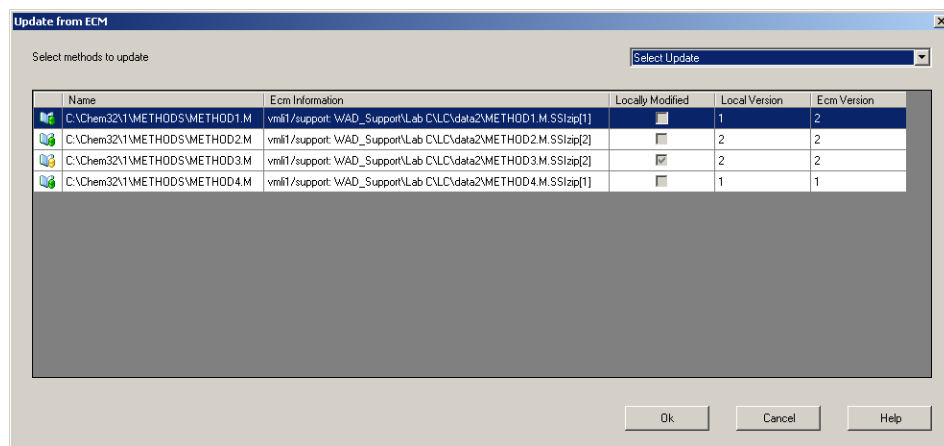 Update from ECM
Select methods to update Select Update
Name Ecm Information Locally Modified Local Version Ecm Version
C:\Chem32\1\METHODS\METHOD1.M vmli1/support: WAD_Support\Lab C\LC\data2\METHOD1.M.SSIzip[1] 1 2
C:\Chem32\1\METHODS\METHOD2.M vmli1/support: WAD_Support\Lab C\LC\data2\METHOD2.M.SSIzip[2] 2 2
C:\Chem32\1\METHODS\METHOD3.M vmli1/support: WAD_Support\Lab C\LC\data2\METHOD3.M.SSIzip[2] 2 2
C:\Chem32\1\METHODS\METHOD4.M vmli1/support: WAD_Support\Lab C\LC\data2\METHOD4.M.SSIzip[1] 1 1
Ok Cancel Help